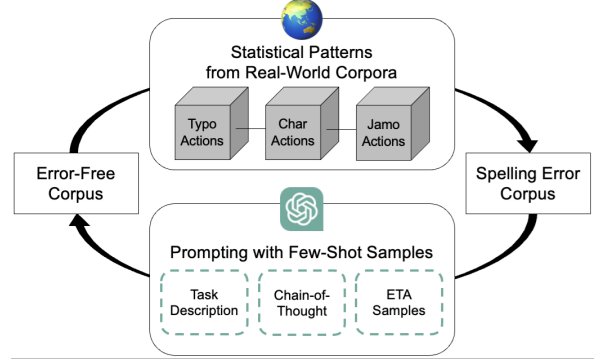 Statistical Patterns
from Real-World Corpora
Typo
Actions
Char
Actions
Jamo
Actions
Error-Free
Corpus
Spelling Error
Corpus
Prompting with Few-Shot Samples
Task
Description
Chain-of-
Thought
ETA
Samples